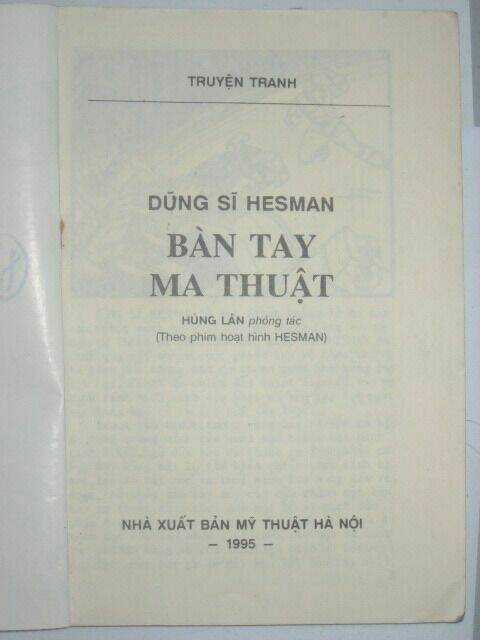 TRUYỆN TRANH
DŨNG SĨ HESMAN
BÀN TAY
MA THUẬT
HÙNG LÂN phóng tác
(Theo phim hoạt hình HESMAN)
NHÀ XUẤT BẢN MỸ THUẬT HÀ NỘI
– 1995 –